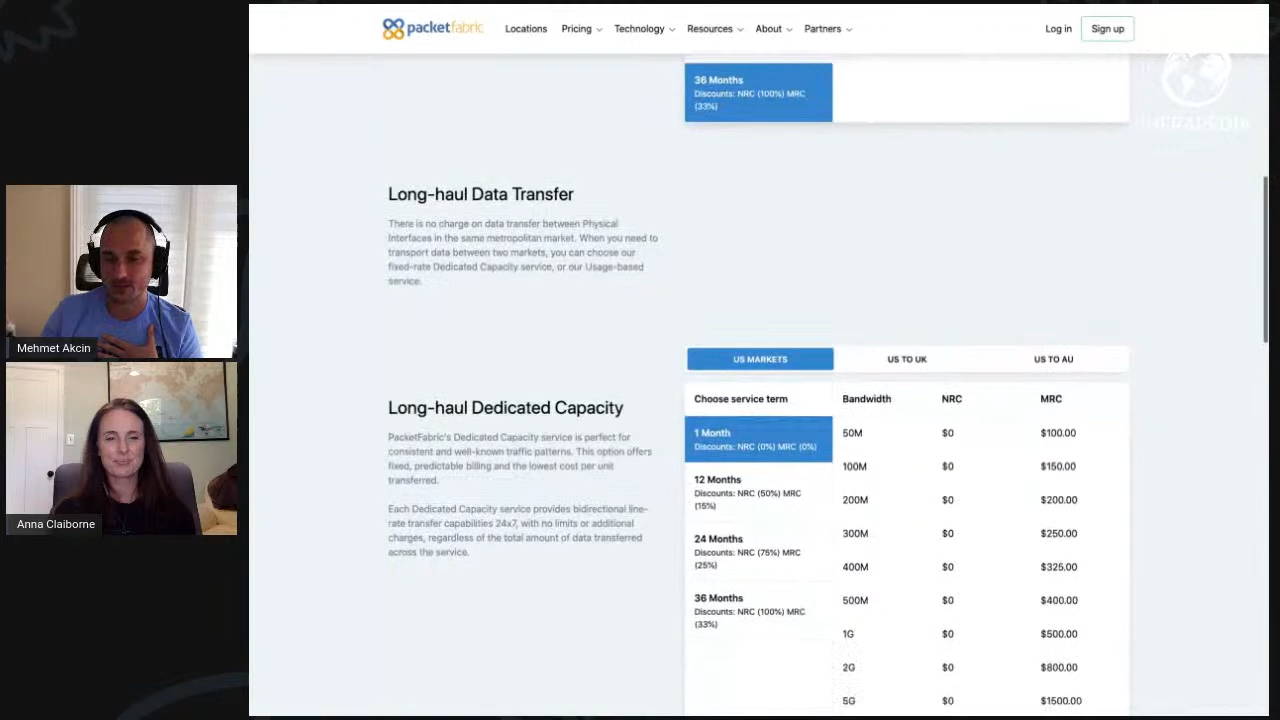 packetfabric
Locations
Pricing
Technology
Resources
About
Partners
Log in
Sign up
36 Months
Discounts: NRC (100%) MRC
(33%)
INFRAPEDIA
Long-haul Data Transfer
There is no charge on data transfer between Physical
Interfaces in the same metropolitan market. When you need to
transport data between two markets, you can choose our
fixed-rate Dedicated Capacity service, or our Usage-based
service.
Mehmet Akcin
Anna Claiborne
US MARKETS
US TO UK
US TO AU
Long-haul Dedicated Capacity
PacketFabric's Dedicated Capacity service is perfect for
consistent and well-known traffic patterns. This option offers
fixed, predictable billing and the lowest cost per unit
transferred.
Each Dedicated Capacity service provides bidirectional line-
rate transfer capabilities 24x7, with no limits or additional
charges, regardless of the total amount of data transferred
across the service.
Choose service term
1 Month
Discounts: NRC (0%) MRC (0%)
12 Months
Discounts: NRC (50%) MRC
(15%)
24 Months
Discounts: NRC (75%) MRC
(25%)
36 Months
Discounts: NRC (100%) MRC
(33%)
Bandwidth NRC MRC
50M $0 $100.00
100M $0 $150.00
200M $0 $200.00
300M $0 $250.00
400M $0 $325.00
500M $0 $400.00
1G $0 $500.00
2G $0 $800.00
5G $0 $1500.00